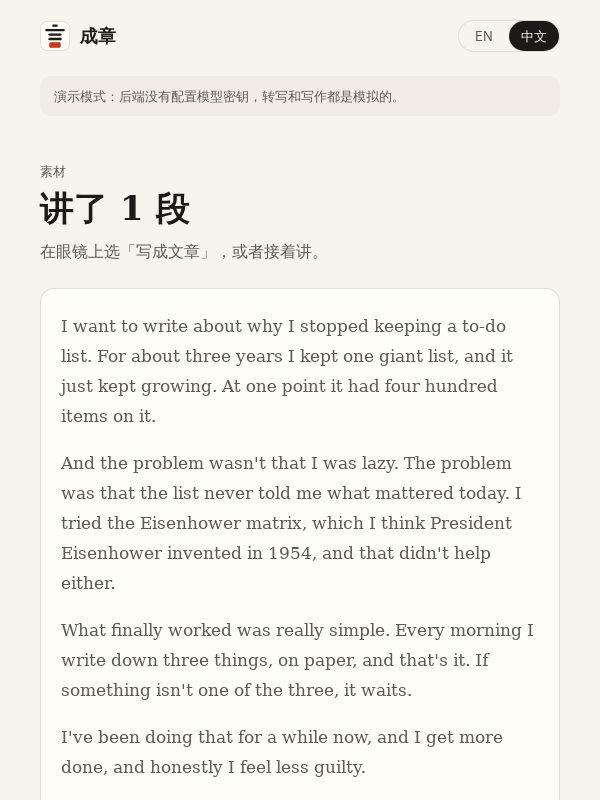 成章
EN 中文
演示模式：后端没有配置模型密钥，转写和写作都是模拟的。
素材
讲了 1 段
在眼镜上选「写成文章」，或者接着讲。
I want to write about why I stopped keeping a to-do
list. For about three years I kept one giant list, and it
just kept growing. At one point it had four hundred
items on it.
And the problem wasn't that I was lazy. The problem
was that the list never told me what mattered today. I
tried the Eisenhower matrix, which I think President
Eisenhower invented in 1954, and that didn't help
either.
What finally worked was really simple. Every morning I
write down three things, on paper, and that's it. If
something isn't one of the three, it waits.
I've been doing that for a while now, and I get more
done, and honestly I feel less guilty.